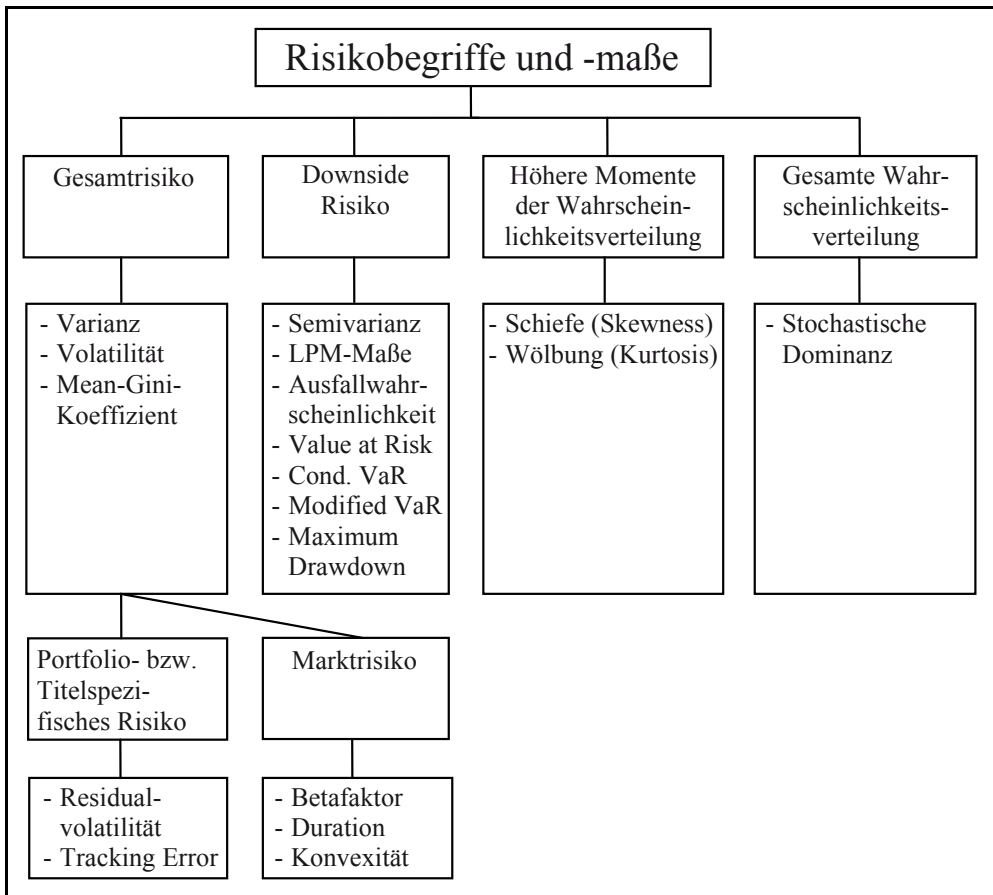 Risikobegriffe und -maße
Gesamtrisiko
Downside
Risiko
Höhere Momente
der Wahrschein-
lichkeitsverteilung
Gesamte Wahr-
scheinlichkeits-
verteilung
- Varianz
- Volatilität
- Mean-Gini-
Koeffizient
- Semivarianz
- LPM-Maße
- Ausfallwahr-
scheinlichkeit
- Value at Risk
- Cond. VaR
- Modified VaR
- Maximum
Drawdown
- Schiefe (Skewness)
- Wölbung (Kurtosis)
- Stochastische
Dominanz
Portfolio- bzw.
Titelspezi-
fisches Risiko
Marktrisiko
- Residual-
volatilität
- Tracking Error
- Betafaktor
- Duration
- Konvexität